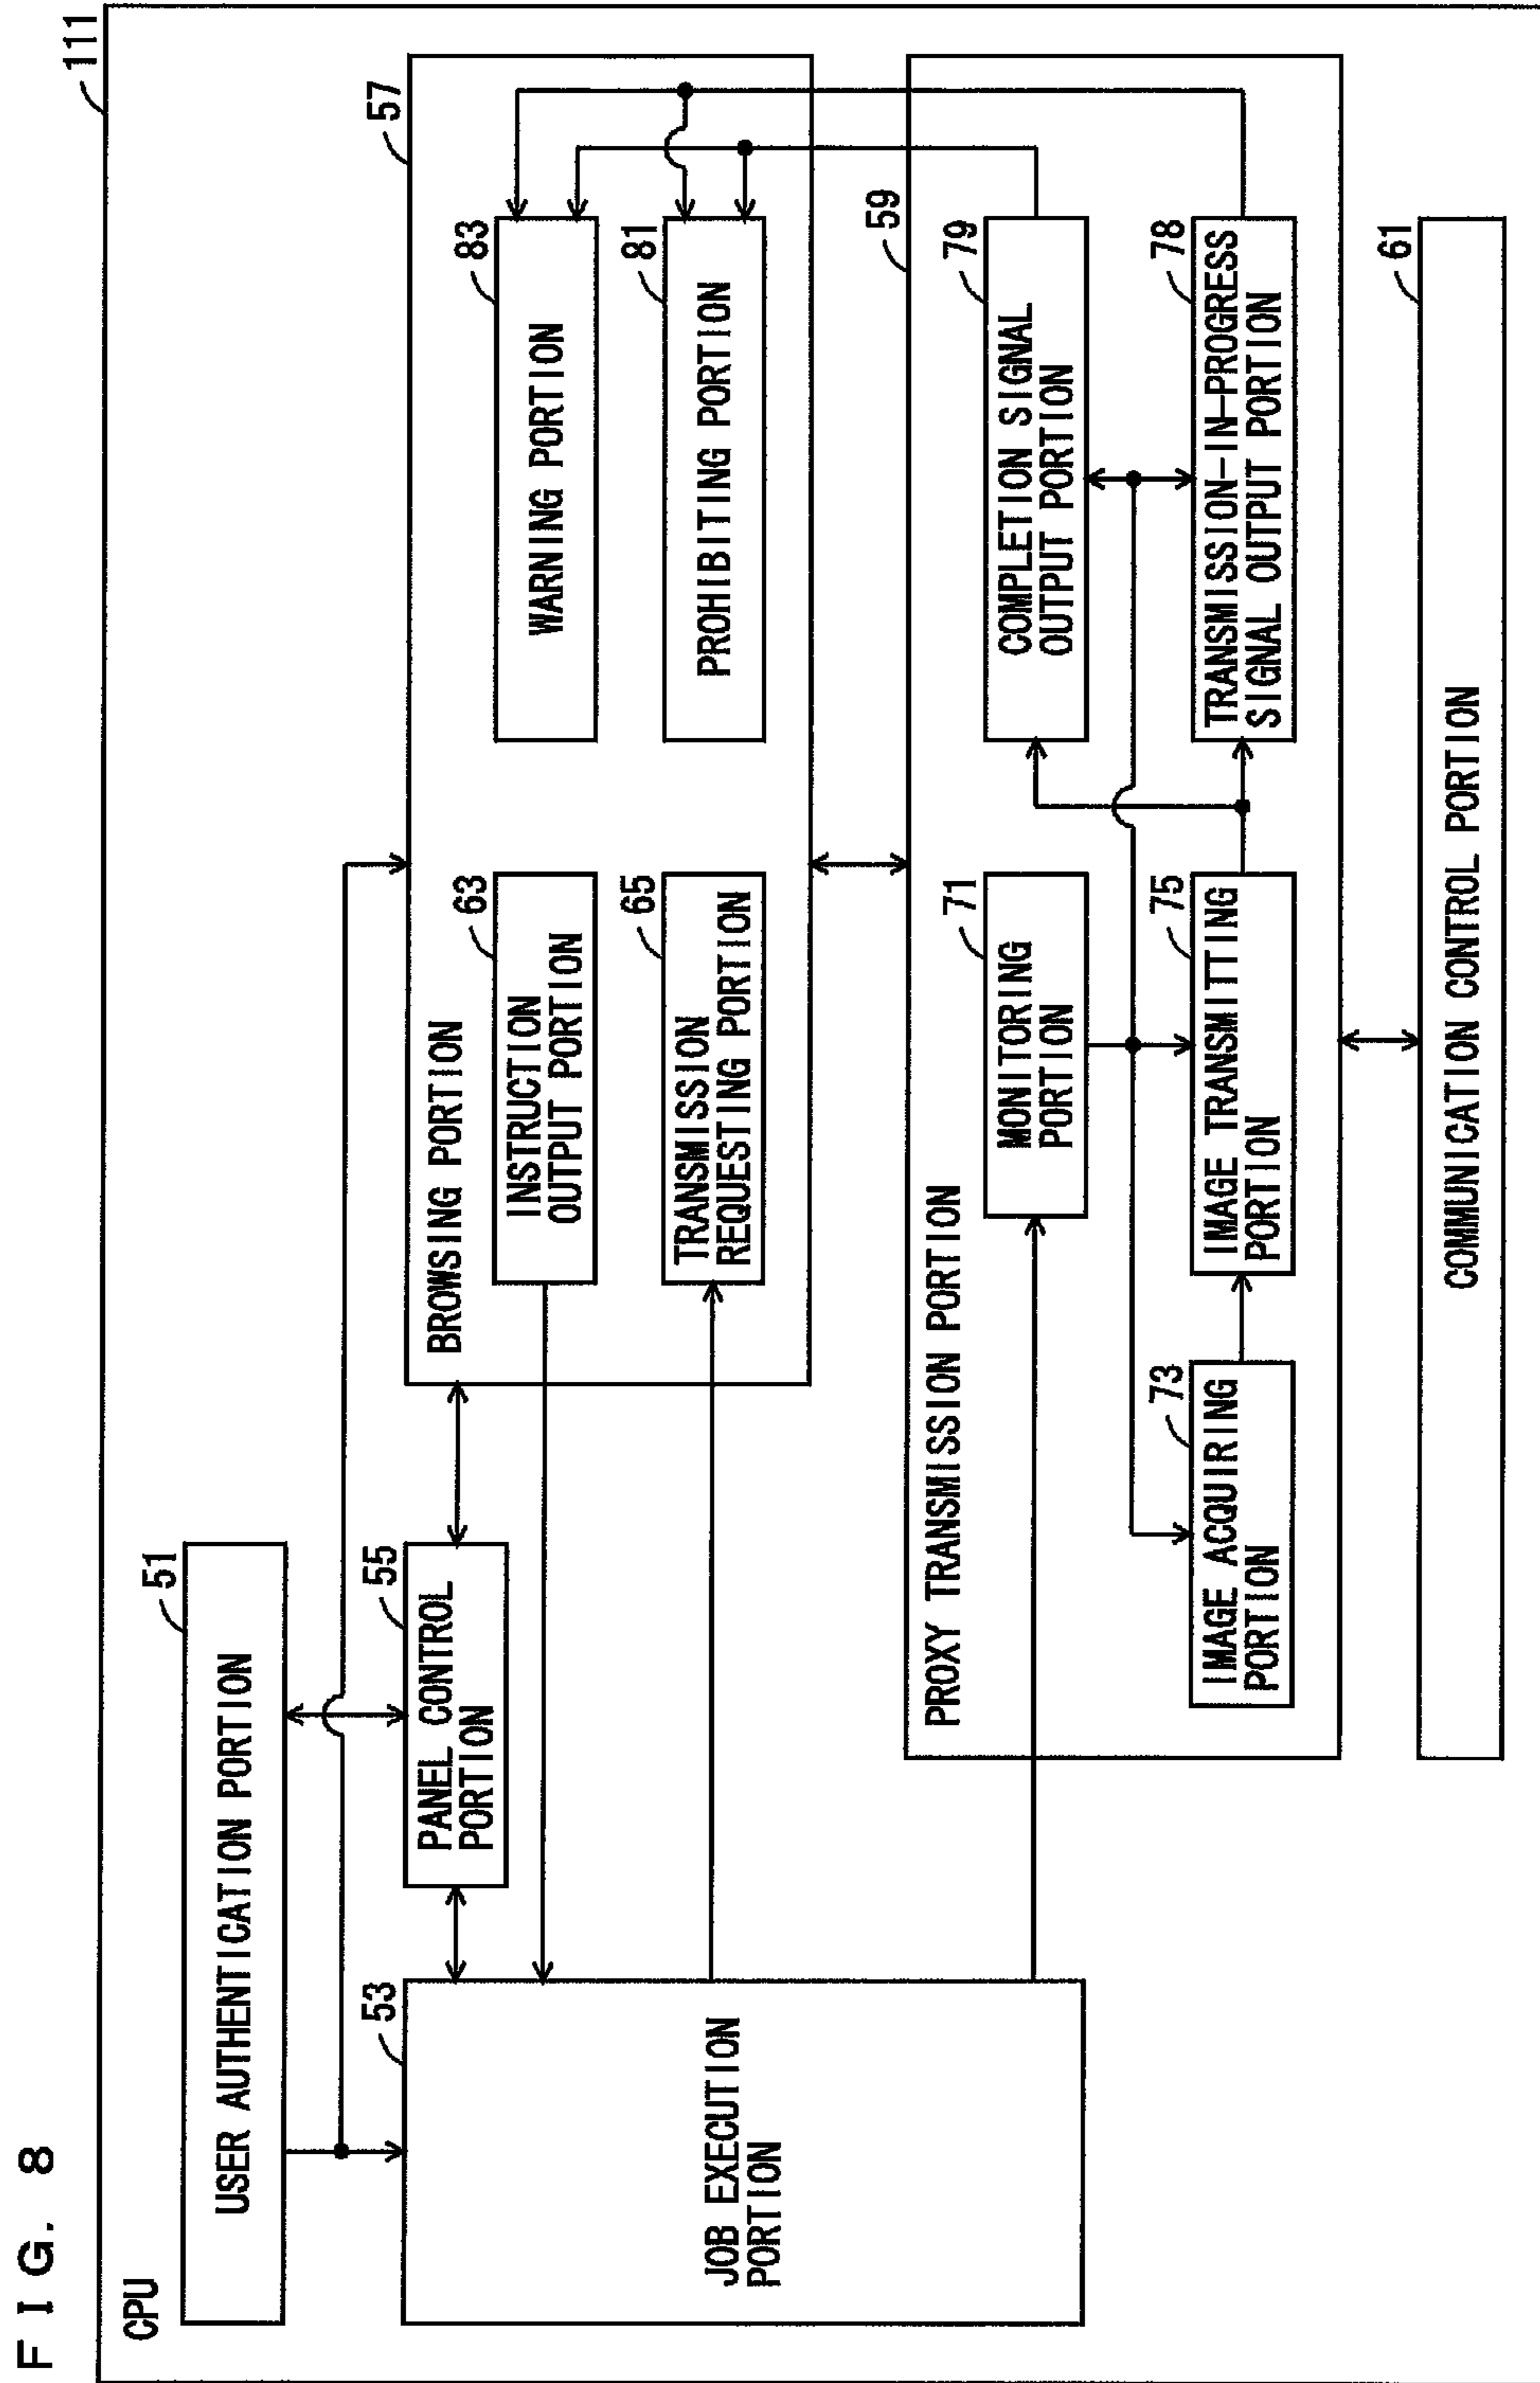 F I G. 8
111
CPU
51
USER AUTHENTICATION PORTION
53
JOB EXECUTION
PORTION
55
PANEL CONTROL
PORTION
57
BROWSING PORTION
63
INSTRUCTION
OUTPUT PORTION
83
WARNING PORTION
65
TRANSMISSION
REQUESTING PORTION
81
PROHIBITING PORTION
59
PROXY TRANSMISSION PORTION
71
MONITORING
PORTION
79
COMPLETION SIGNAL
OUTPUT PORTION
73
IMAGE ACQUIRING
PORTION
75
IMAGE TRANSMITTING
PORTION
78
TRANSMISSION-IN-PROGRESS
SIGNAL OUTPUT PORTION
61
COMMUNICATION CONTROL PORTION